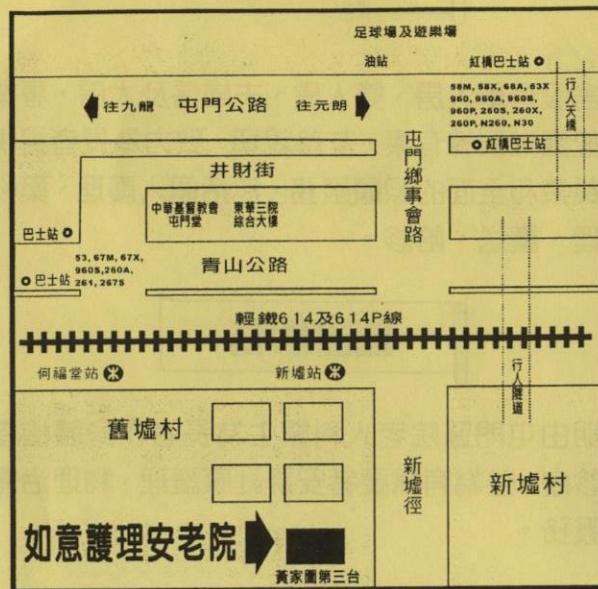 足球場及遊樂場
油站
紅橋巴士站
58M, 58X, 68A, 63X
960, 960A, 960B,
960P, 260S, 260X,
260P, N260, N30
行人天橋
往九龍
屯門公路
往元朗
紅橋巴士站
屯門鄉事會路
井財街
中華基督教會
屯門堂
東華三院
綜合大樓
巴士站
53, 67M, 67X,
960S, 260A,
261, 267S
巴士站
青山公路
輕鐵614及614P線
何福堂站
新墟站
行人隧道
舊墟村
新墟徑
新墟村
如意護理安老院
黃家圍第三台